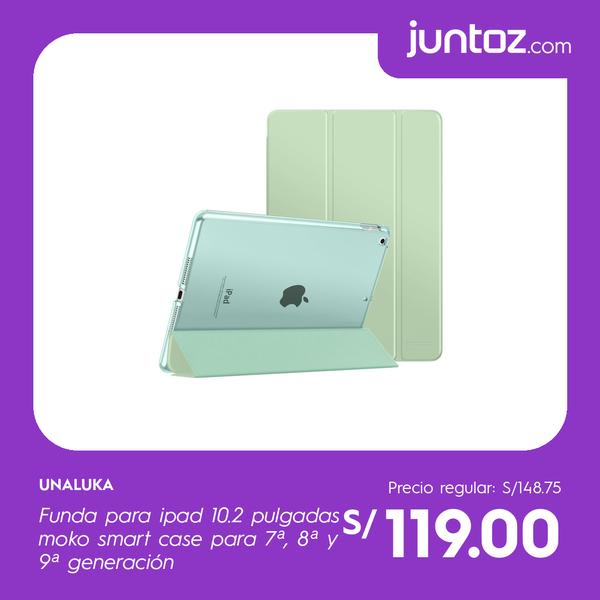 juntoz.com
iPad
UNALUKA
Precio regular: S/148.75
Funda para ipad 10.2 pulgadas
moko smart case para 7ª, 8ª y
9ª generación
S/119.00